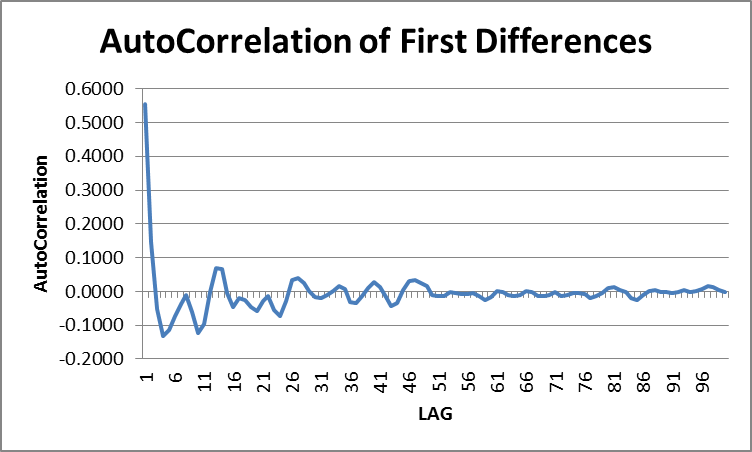 AutoCorrelation of First Differences
0.6000
0.5000
0.4000
0.3000
0.2000
0.1000
0.0000
-0.1000
-0.2000
AutoCorrelation
1 6 11 16 21 26 31 36 41 46 51 56 61 66 71 76 81 86 91 96
LAG